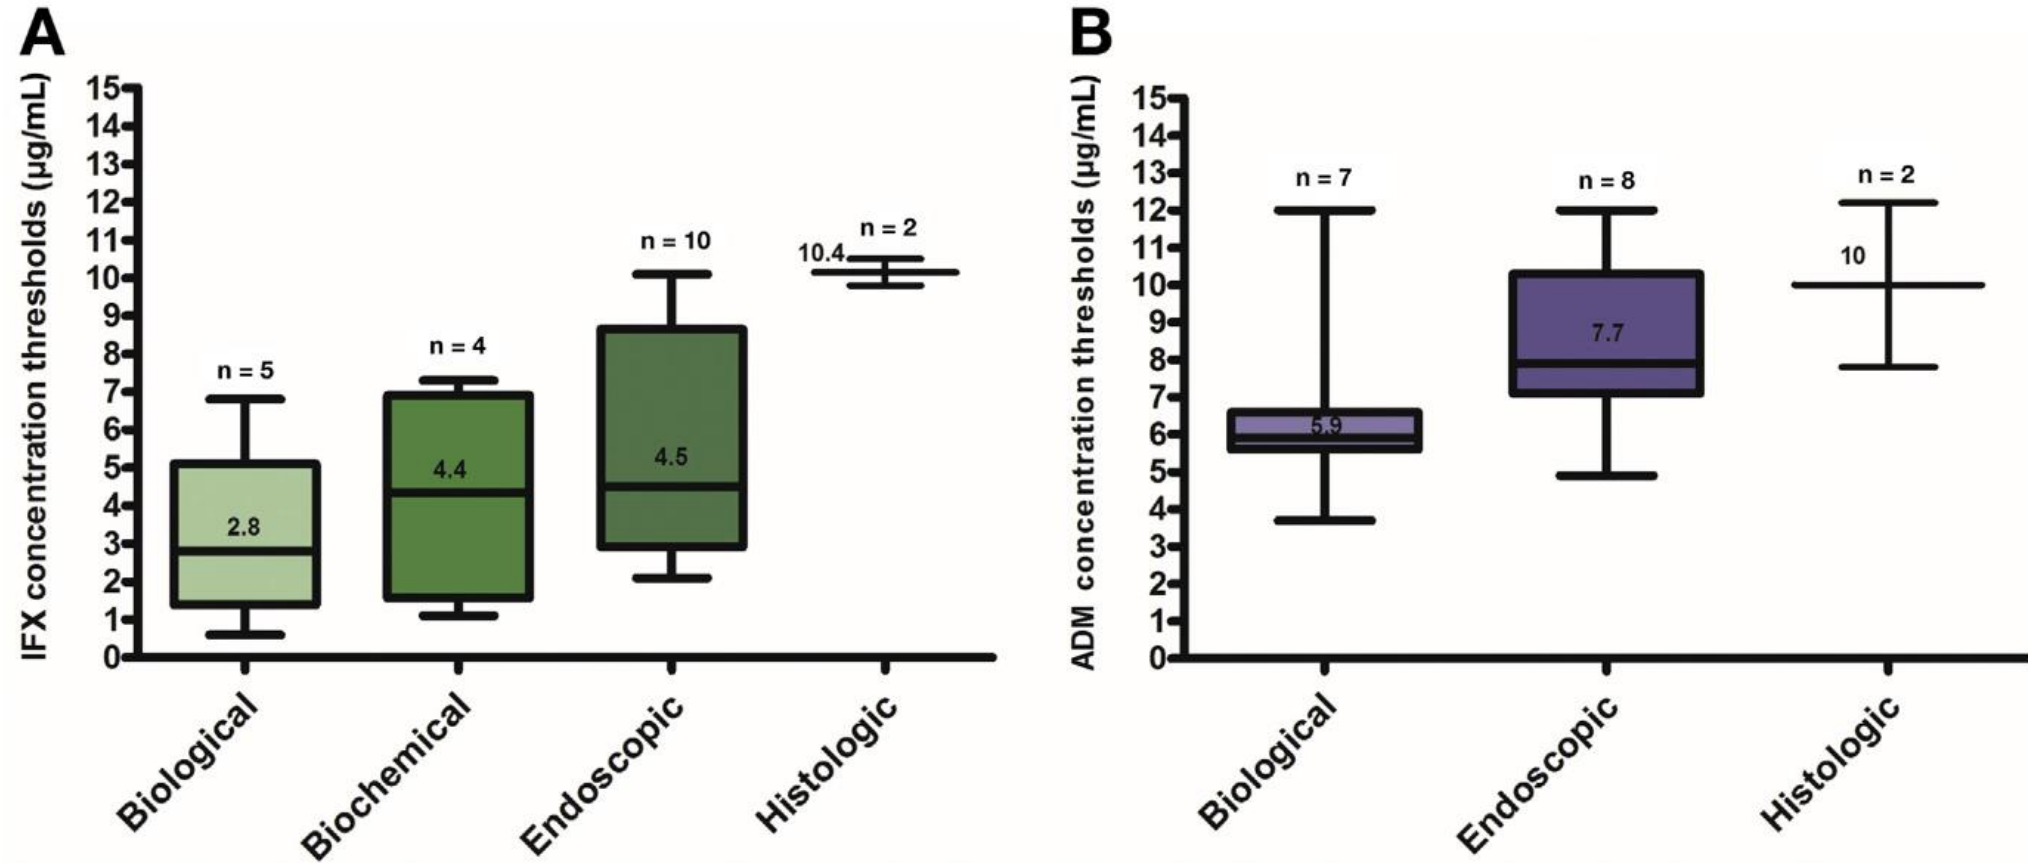 A
IFX concentration thresholds (µg/mL)
15
14
13
12
11
10
9
8
7
6
5
4
3
2
1
0
n = 5
2.8
n = 4
4.4
n = 10
4.5
n = 2
10.4
Biological
Biochemical
Endoscopic
Histologic
B
ADM concentration thresholds (µg/mL)
15
14
13
12
11
10
9
8
7
6
5
4
3
2
1
0
n = 7
5.9
n = 8
7.7
n = 2
10
Biological
Endoscopic
Histologic